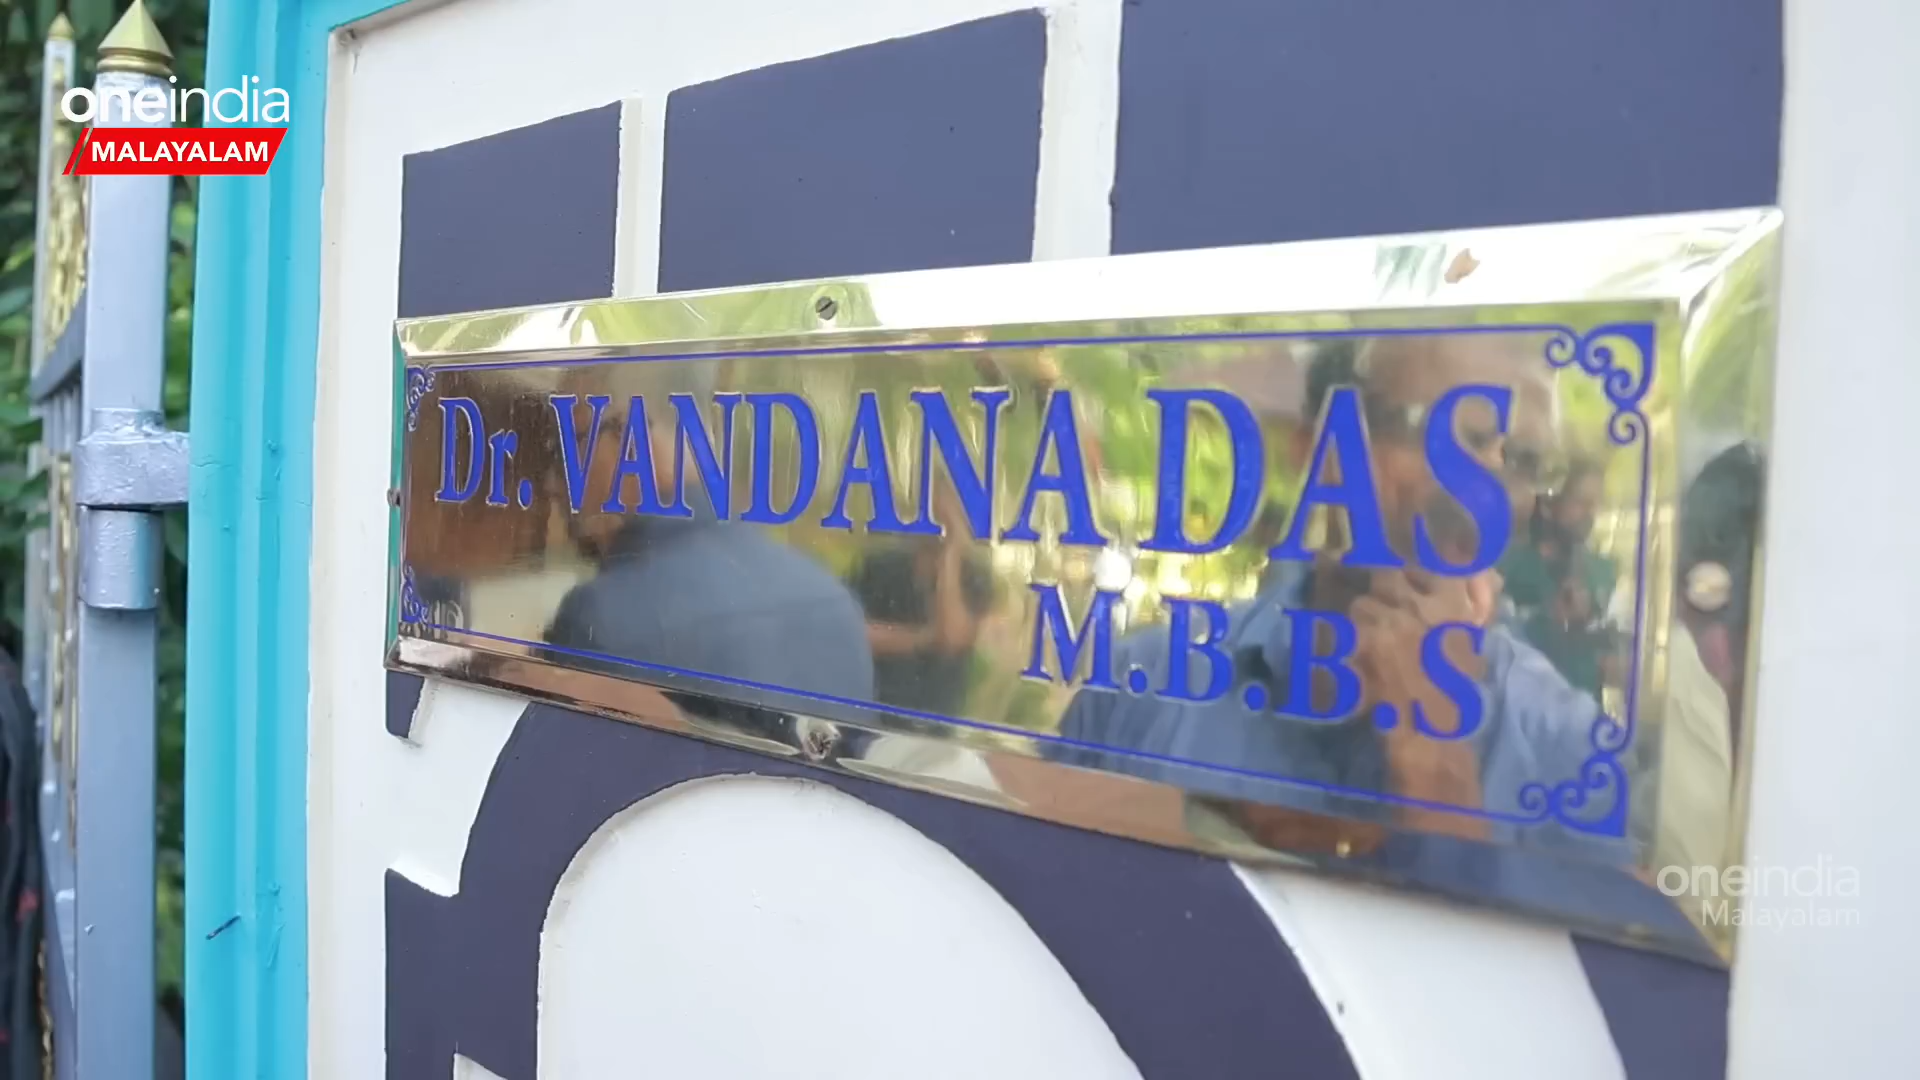 oneindia
MALAYALAM
Dr. VANDANA DAS
M.B.B.S
oneindia
Malayalam